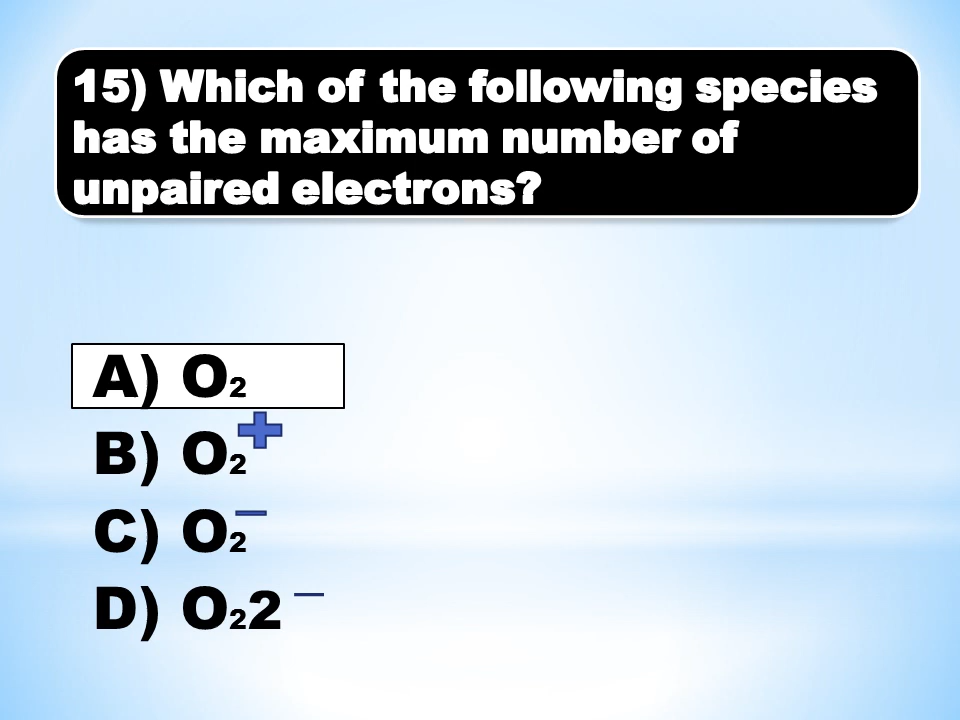 15) Which of the following species
has the maximum number of
unpaired electrons?
A) O₂
B) O₂⁺
C) O₂⁻
D) O₂2⁻